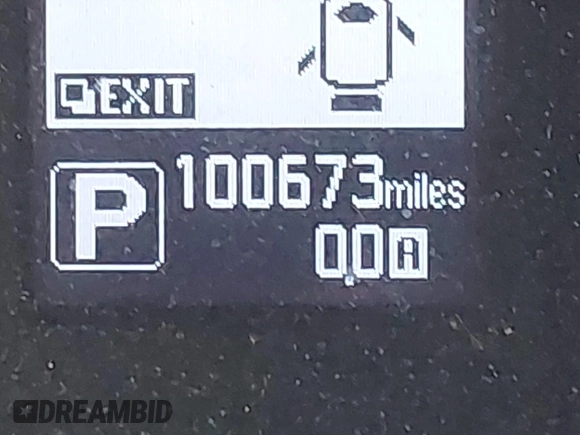 EXIT
P
100673miles
0.0A
DREAMBID